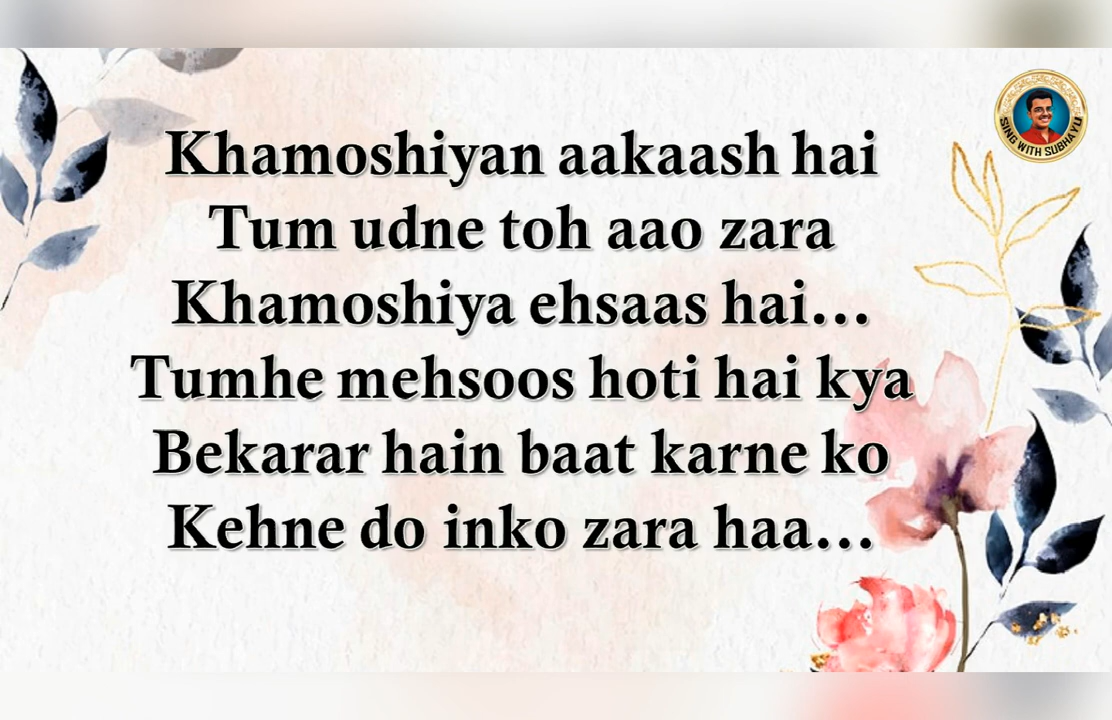 SING WITH SUBHAYU
Khamoshiyan aakaash hai
Tum udne toh aao zara
Khamoshiya ehsaas hai...
Tumhe mehsoos hoti hai kya
Bekarar hain baat karne ko
Kehne do inko zara haa...